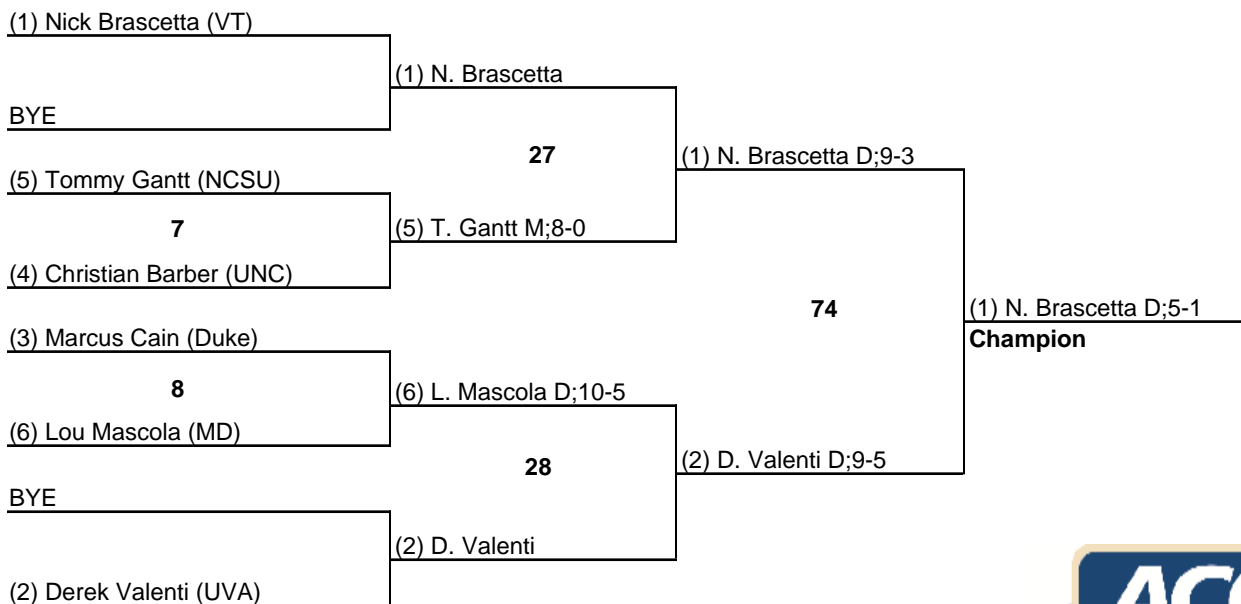 (1) Nick Brascetta (VT)
(1) N. Brascetta
BYE
27
(1) N. Brascetta D;9-3
(5) Tommy Gantt (NCSU)
7
(5) T. Gantt M;8-0
(4) Christian Barber (UNC)
74
(1) N. Brascetta D;5-1
Champion
(3) Marcus Cain (Duke)
8
(6) L. Mascola D;10-5
(6) Lou Mascola (MD)
28
(2) D. Valenti D;9-5
BYE
(2) D. Valenti
(2) Derek Valenti (UVA)
ACC